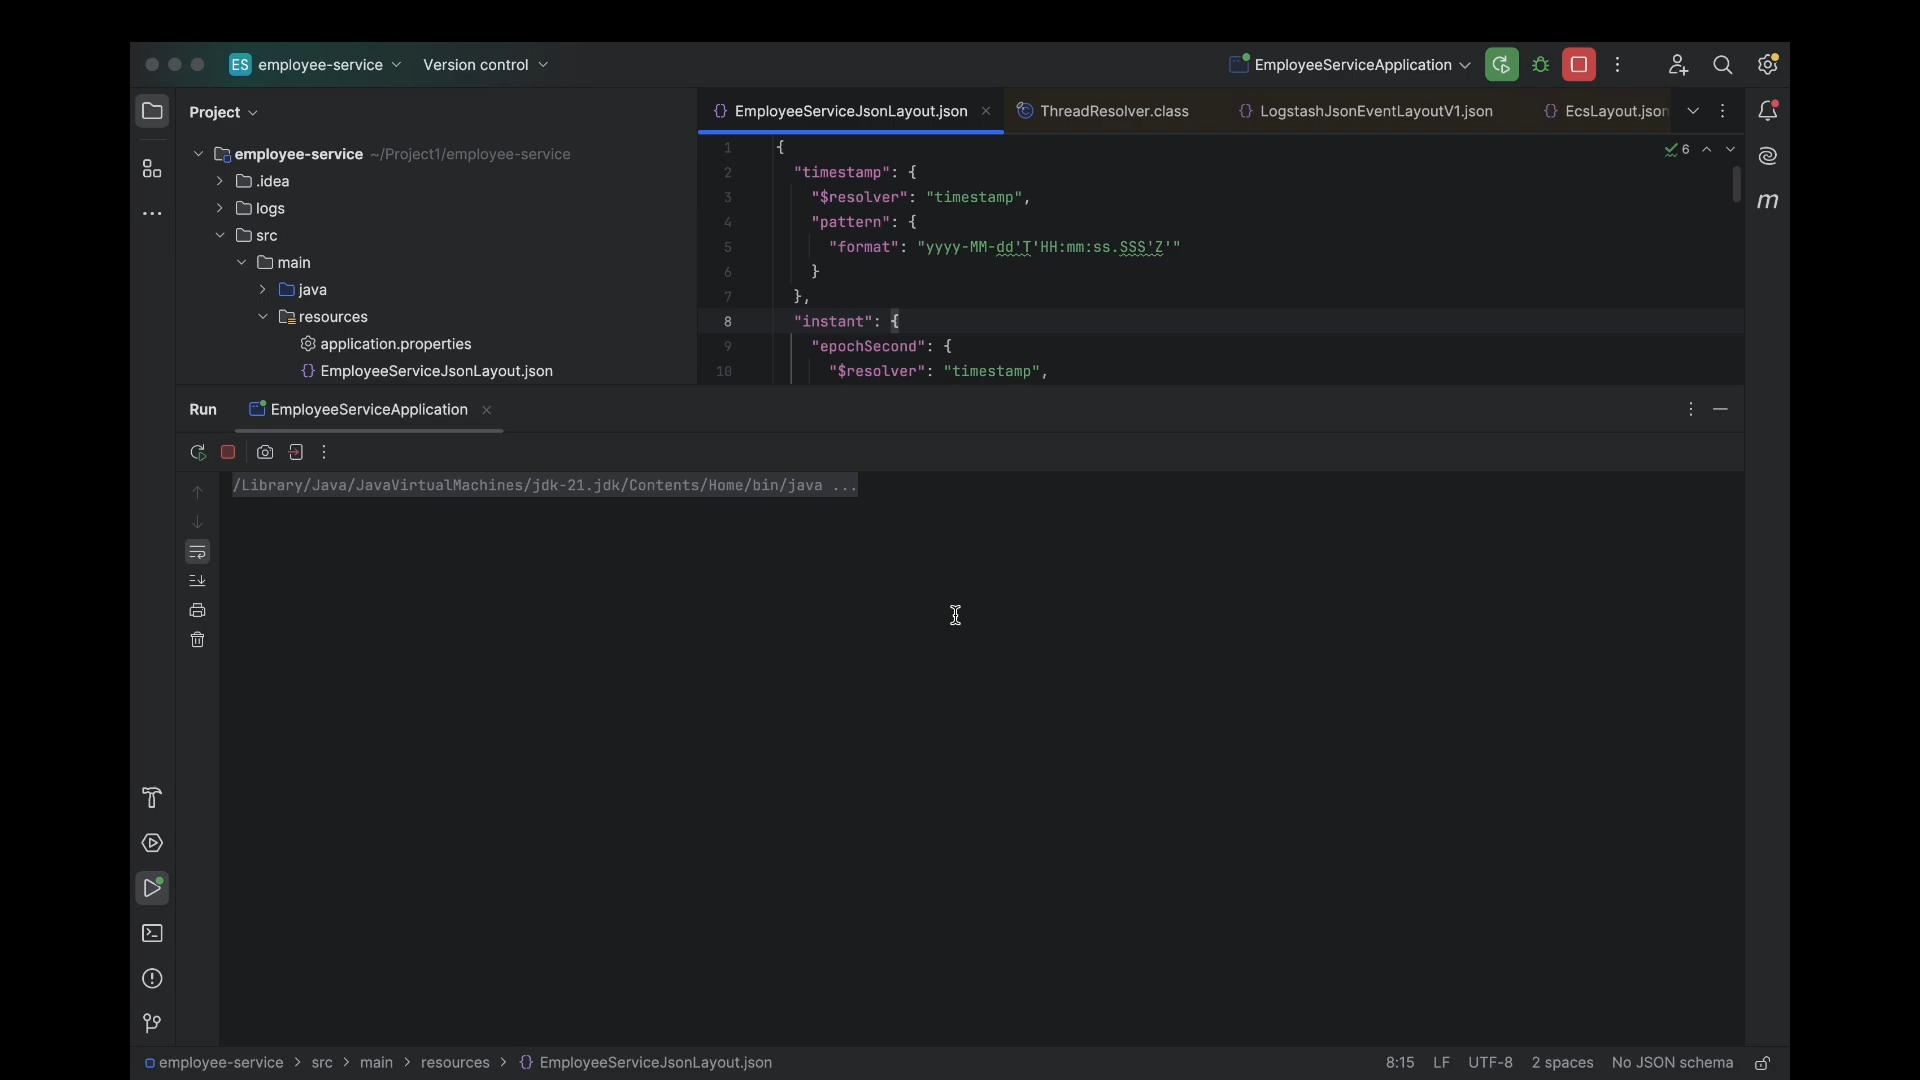 ES employee-service Version control EmployeeServiceApplication
Project
EmployeeServiceJsonLayout.json ThreadResolver.class LogstashJsonEventLayoutV1.json EcsLayout.json
employee-service ~/Project1/employee-service
.idea
logs
src
main
java
resources
application.properties
EmployeeServiceJsonLayout.json
6
1 {
2 "timestamp": {
3 "$resolver": "timestamp",
4 "pattern": {
5 "format": "yyyy-MM-dd'T'HH:mm:ss.SSS'Z'"
6 }
7 },
8 "instant": {
9 "epochSecond": {
10 "$resolver": "timestamp",
m
Run EmployeeServiceApplication
/Library/Java/JavaVirtualMachines/jdk-21.jdk/Contents/Home/bin/java ...
employee-service > src > main > resources > {} EmployeeServiceJsonLayout.json 8:15 LF UTF-8 2 spaces No JSON schema